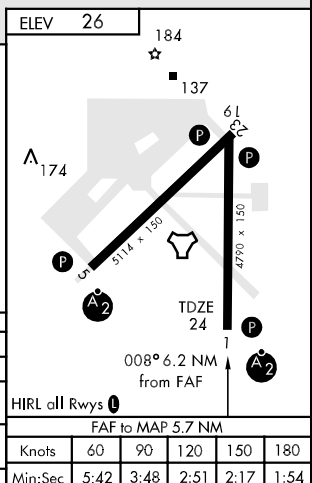 ELEV 26
184
137
19
23
P
P
174
5114 x 150
4790 x 150
P
5
A2
TDZE
24
P
1
A2
008° 6.2 NM
from FAF
HIRL all Rwys L
FAF to MAP 5.7 NM
Knots 60 90 120 150 180
Min:Sec 5:42 3:48 2:51 2:17 1:54